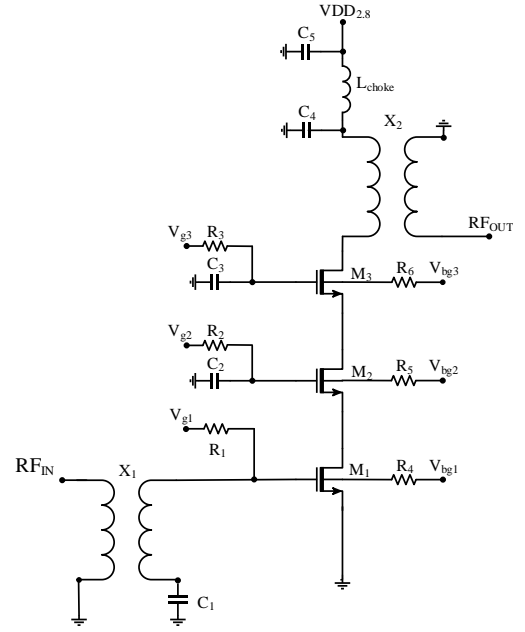 VDD2.8
C5
Lchoke
C4
X2
Vg3
R3
RFOUT
C3
M3
R6
Vbg3
Vg2
R2
C2
M2
R5
Vbg2
Vg1
R1
RFIN
X1
M1
R4
Vbg1
C1